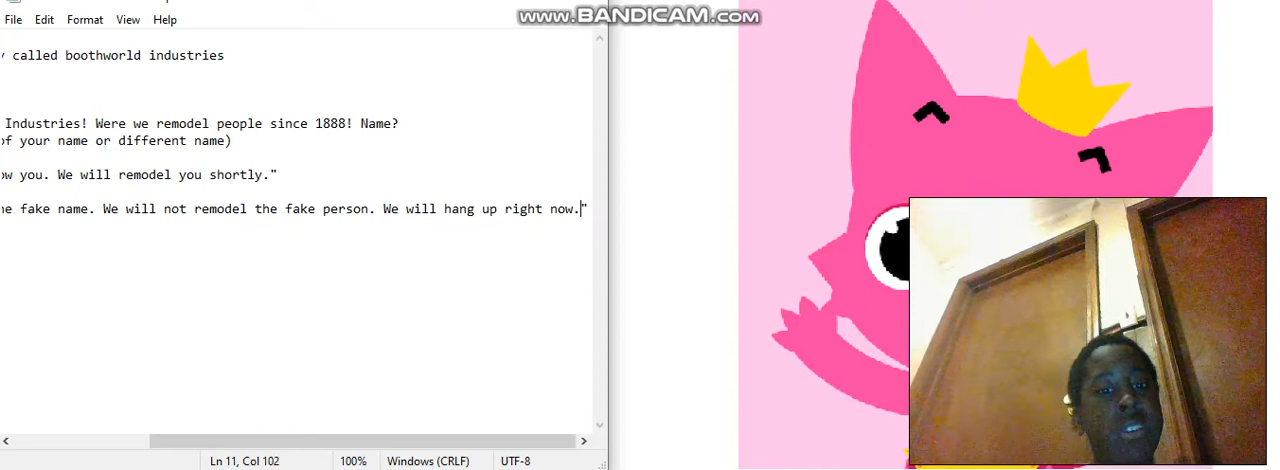 www.BANDICAM.com
File Edit Format View Help
called boothworld industries
Industries! Were we remodel people since 1888! Name?
of your name or different name)
you. We will remodel you shortly."
fake name. We will not remodel the fake person. We will hang up right now."
Ln 11, Col 102 100% Windows (CRLF) UTF-8